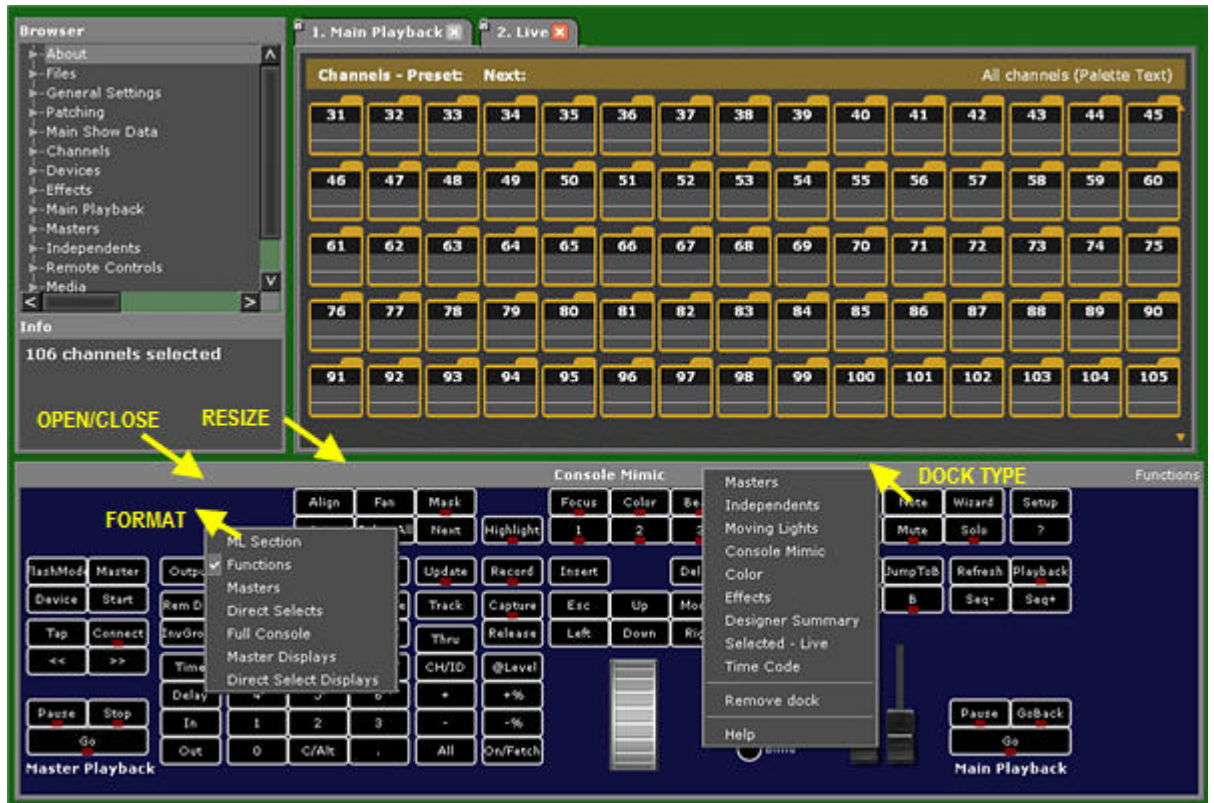 Browser
About
Files
General Settings
Patching
Main Show Data
Channels
Devices
Effects
Main Playback
Masters
Independents
Remote Controls
Media
Info
106 channels selected
1. Main Playback 2. Live
Channels - Preset: Next: All channels (Palette Text)
31 32 33 34 35 36 37 38 39 40 41 42 43 44 45
46 47 48 49 50 51 52 53 54 55 56 57 58 59 60
61 62 63 64 65 66 67 68 69 70 71 72 73 74 75
76 77 78 79 80 81 82 83 84 85 86 87 88 89 90
91 92 93 94 95 96 97 98 99 100 101 102 103 104 105
OPEN/CLOSE RESIZE
Console Mimic Functions
DOCK TYPE
FORMAT
ML Section
Functions
Masters
Direct Selects
Full Console
Master Displays
Direct Select Displays
Masters
Independents
Moving Lights
Console Mimic
Color
Effects
Designer Summary
Selected - Live
Time Code
Remove dock
Help
Align Fan Mask Focus Color Wizard Setup
Next Highlight 1 2 Mute Solo ?
Master Update Record Insert Del JumpToB Refresh Playback
Device Start Rem D Track Capture Esc Up B Seq- Seq+
Tap Connect InvGro Thru Release Left Down
<< >> Time CH/ID @Level
Delay + +%
Pause Stop In 1 2 3 - -% Pause GoBack
Go Out 0 C/Alt . All On/Fetch Go
Master Playback Main Playback